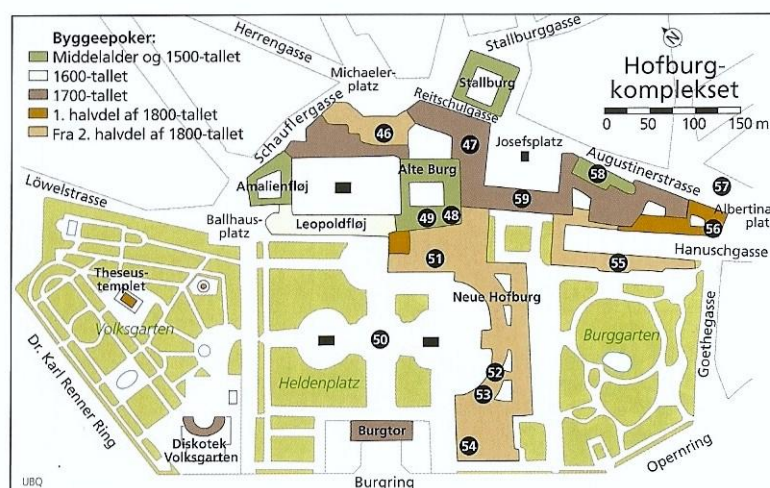 Byggeepoker:
Middelalder og 1500-tallet
1600-tallet
1700-tallet
1. halvdel af 1800-tallet
Fra 2. halvdel af 1800-tallet
Herrengasse
Michaeler-
platz
Schauflergasse
Stallburggasse
Stallburg
Reitschulgasse
N
Hofburg-
komplekset
0 50 100 150 m
46
47
Josefsplatz
Augustinerstrasse
58
57
Albertina-
plat
56
Amalienfløj
Alte Burg
49
48
59
Löwelstrasse
Ballhaus-
platz
Leopoldfløj
51
Hanuschgasse
55
Theseus-
templet
Volksgarten
Neue Hofburg
50
Heldenplatz
52
53
54
Burggarten
Goethegasse
Dr. Karl Renner Ring
Diskotek
Volksgarten
Burgtor
Opernring
UBQ
Burgring